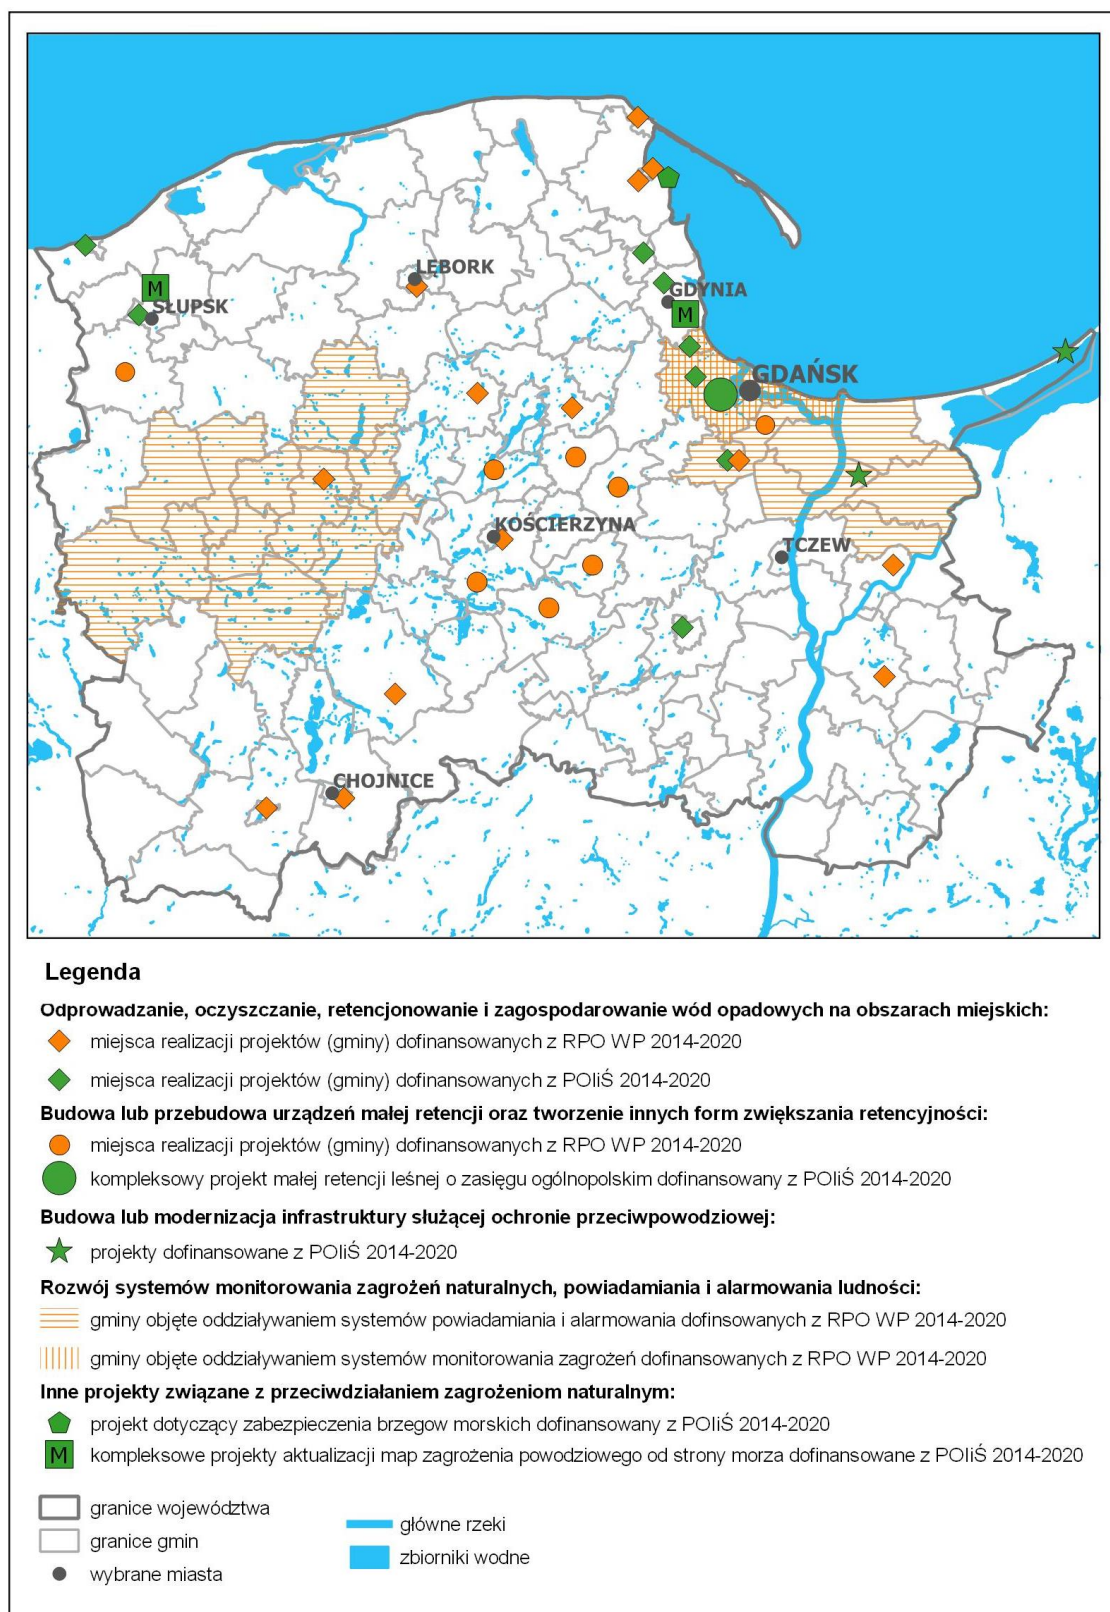 LĘBORK
GDYNIA
M
SŁUPSK
M
GDAŃSK
KOŚCIERZYNA
TCZEW
CHOJNICE
Legenda
Odprowadzanie, oczyszczanie, retencjonowanie i zagospodarowanie wód opadowych na obszarach miejskich:
miejsca realizacji projektów (gminy) dofinansowanych z RPO WP 2014-2020
miejsca realizacji projektów (gminy) dofinansowanych z POIiŚ 2014-2020
Budowa lub przebudowa urządzeń małej retencji oraz tworzenie innych form zwiększania retencyjności:
miejsca realizacji projektów (gminy) dofinansowanych z RPO WP 2014-2020
kompleksowy projekt małej retencji leśnej o zasięgu ogólnopolskim dofinansowany z POIiŚ 2014-2020
Budowa lub modernizacja infrastruktury służącej ochronie przeciwpowodziowej:
projekty dofinansowane z POIiŚ 2014-2020
Rozwój systemów monitorowania zagrożeń naturalnych, powiadamiania i alarmowania ludności:
gminy objęte oddziaływaniem systemów powiadamiania i alarmowania dofinsowanych z RPO WP 2014-2020
gminy objęte oddziaływaniem systemów monitorowania zagrożeń dofinansowanych z RPO WP 2014-2020
Inne projekty związane z przeciwdziałaniem zagrożeniom naturalnym:
projekt dotyczący zabezpieczenia brzegow morskich dofinansowany z POIiŚ 2014-2020
M kompleksowe projekty aktualizacji map zagrożenia powodziowego od strony morza dofinansowane z POIiŚ 2014-2020
granice województwa
granice gmin
wybrane miasta
główne rzeki
zbiorniki wodne